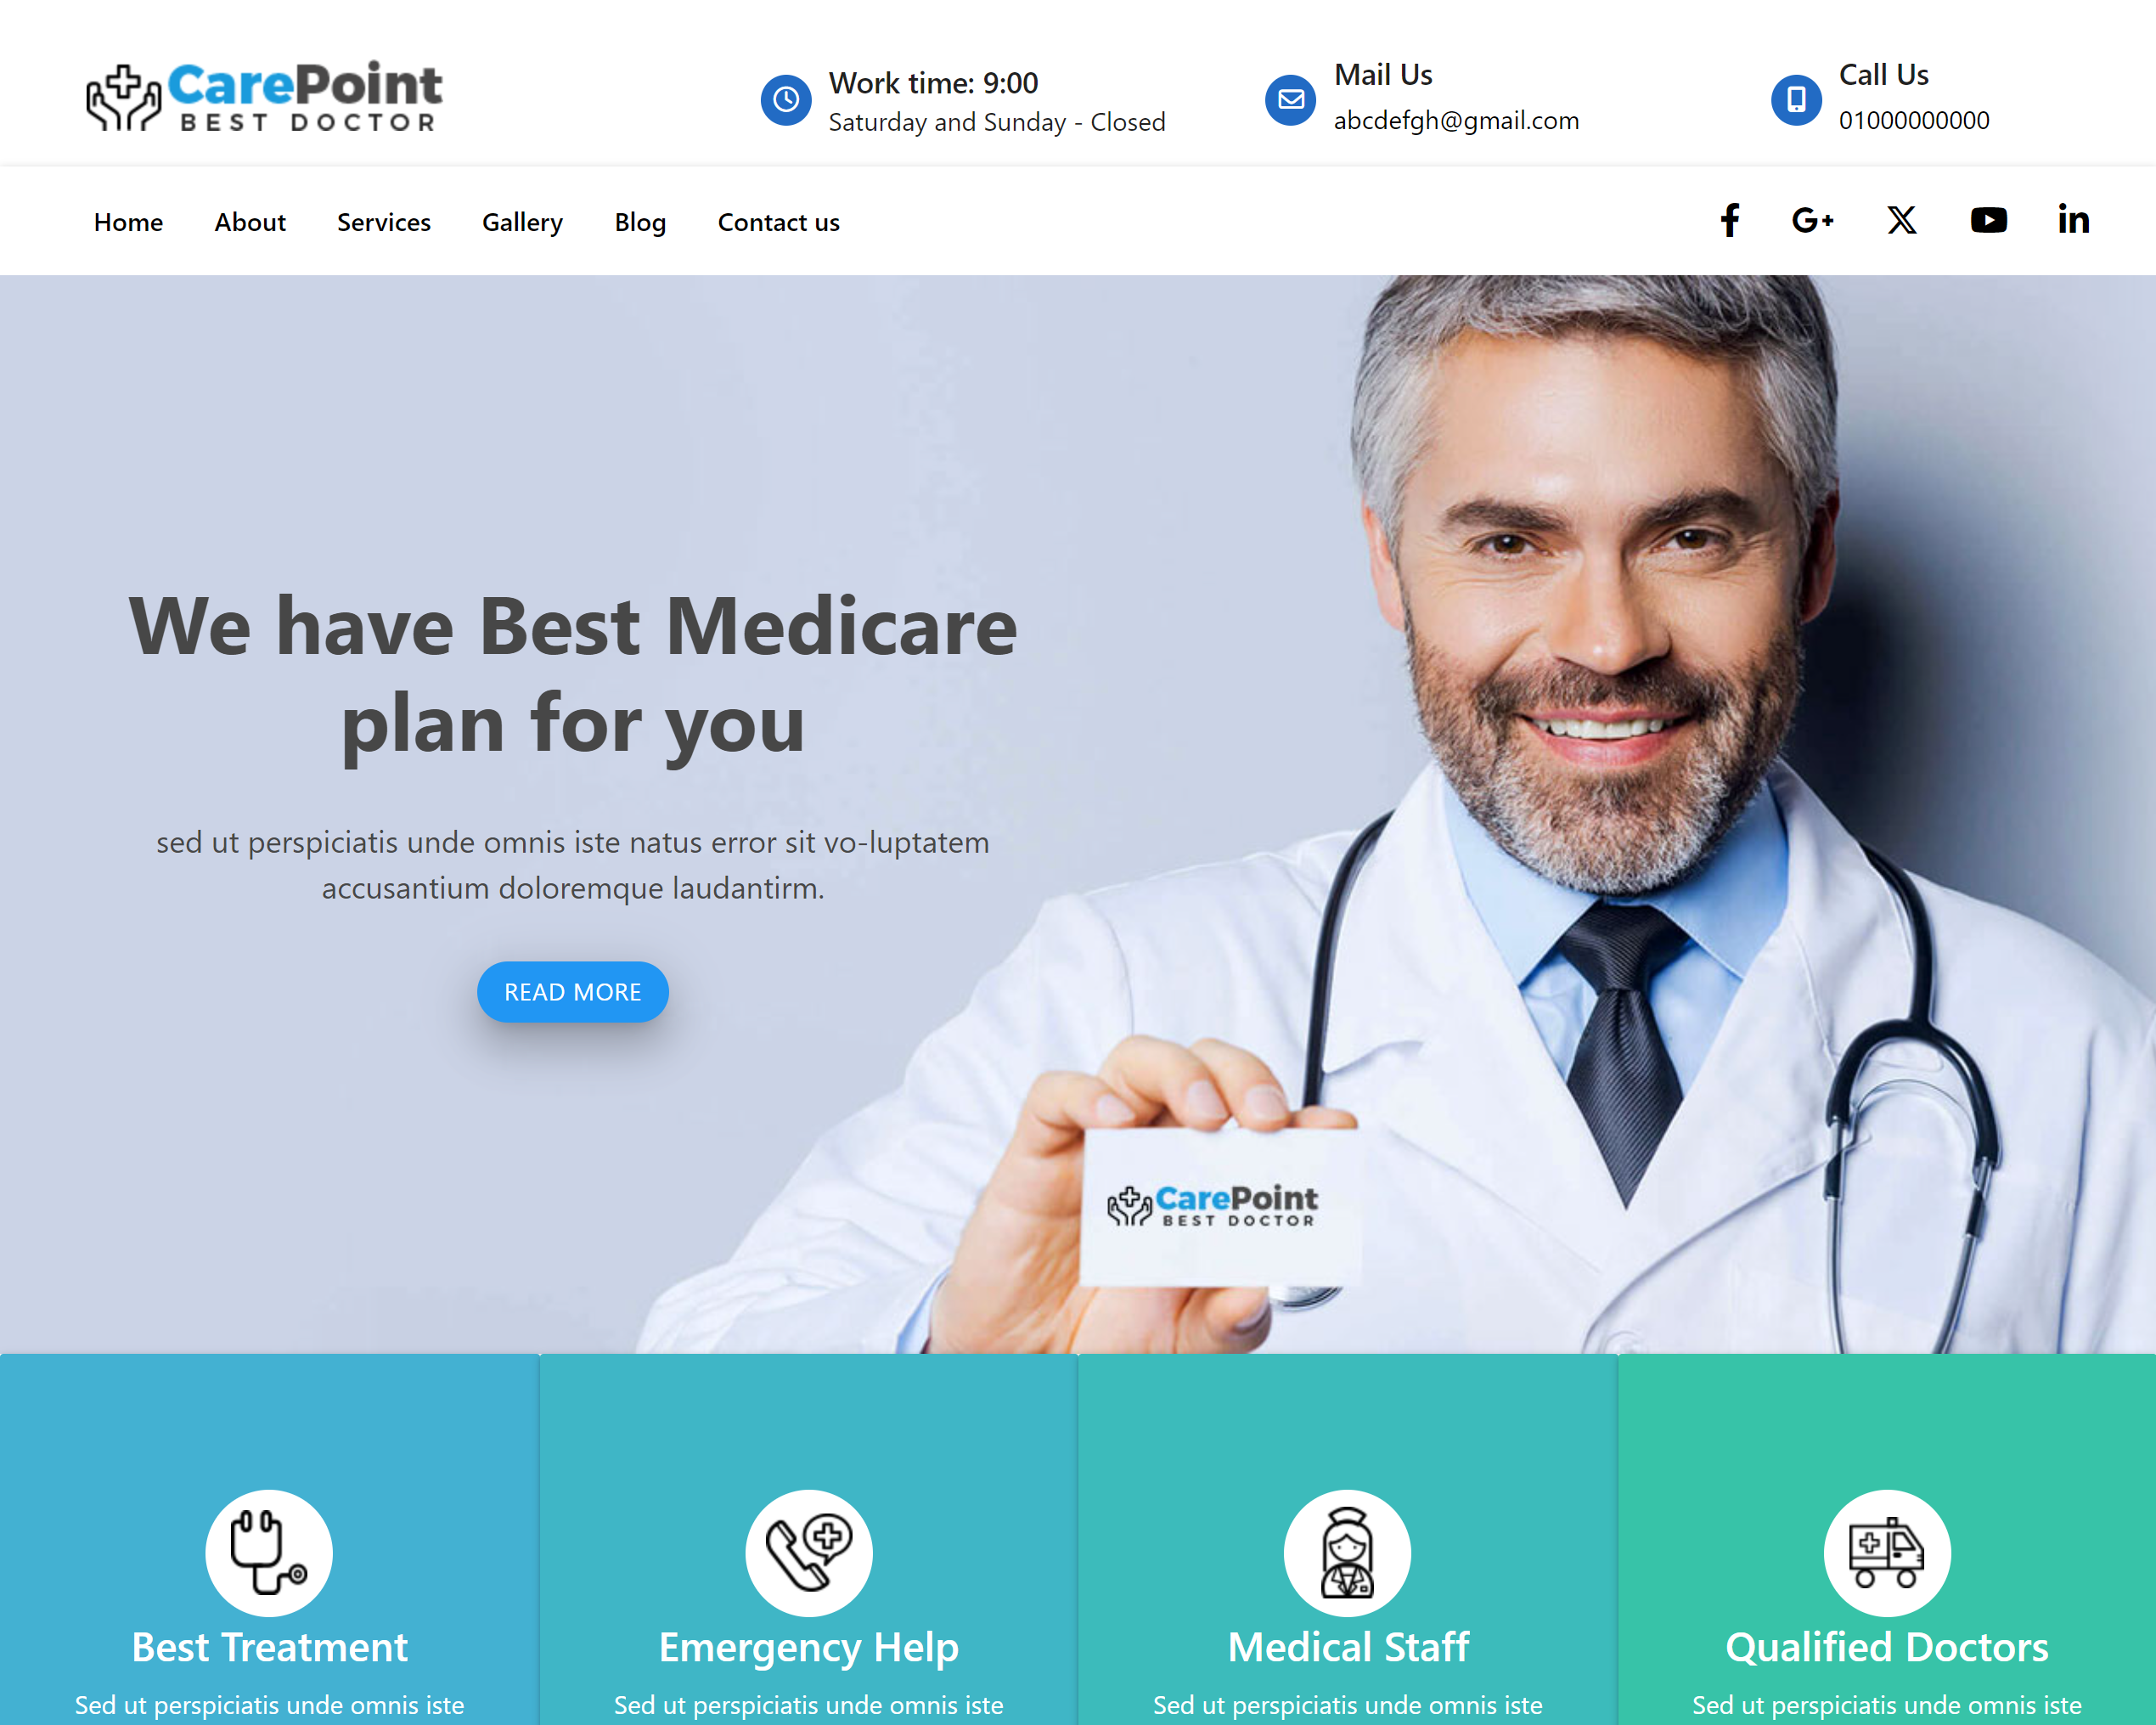 CarePoint
BEST DOCTOR
Work time: 9:00
Saturday and Sunday - Closed
Mail Us
abcdefgh@gmail.com
Call Us
01000000000
Home About Services Gallery Blog Contact us
We have Best Medicare
plan for you
sed ut perspiciatis unde omnis iste natus error sit vo-luptatem
accusantium doloremque laudantirm.
READ MORE
CarePoint
BEST DOCTOR
Best Treatment
Sed ut perspiciatis unde omnis iste
Emergency Help
Sed ut perspiciatis unde omnis iste
Medical Staff
Sed ut perspiciatis unde omnis iste
Qualified Doctors
Sed ut perspiciatis unde omnis iste